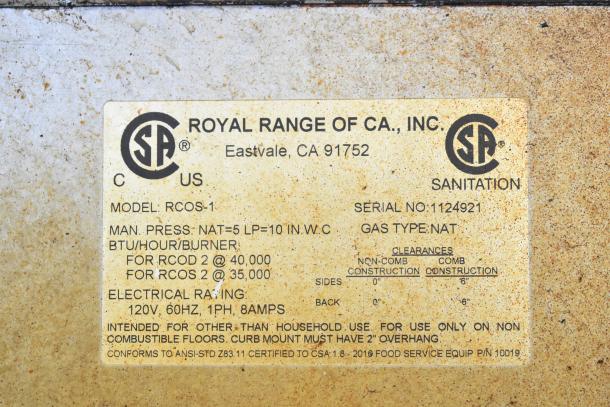 SA ® ROYAL RANGE OF CA., INC. SA ®
Eastvale, CA 91752
C US SANITATION
MODEL: RCOS-1 SERIAL NO:1124921
MAN. PRESS: NAT=5 LP=10 IN.W.C GAS TYPE:NAT
BTU/HOUR/BURNER: CLEARANCES
FOR RCOD 2 @ 40,000 NON-COMB COMB
FOR RCOS 2 @ 35,000 CONSTRUCTION CONSTRUCTION
SIDES 0" 6"
ELECTRICAL RATING:
120V, 60HZ, 1PH, 8AMPS BACK 0" 6"
INTENDED FOR OTHER THAN HOUSEHOLD USE. FOR USE ONLY ON NON
COMBUSTIBLE FLOORS. CURB MOUNT MUST HAVE 2" OVERHANG.
CONFORMS TO ANSI-STD Z83.11 CERTIFIED TO CSA 1.8 - 2016 FOOD SERVICE EQUIP P/N 10019